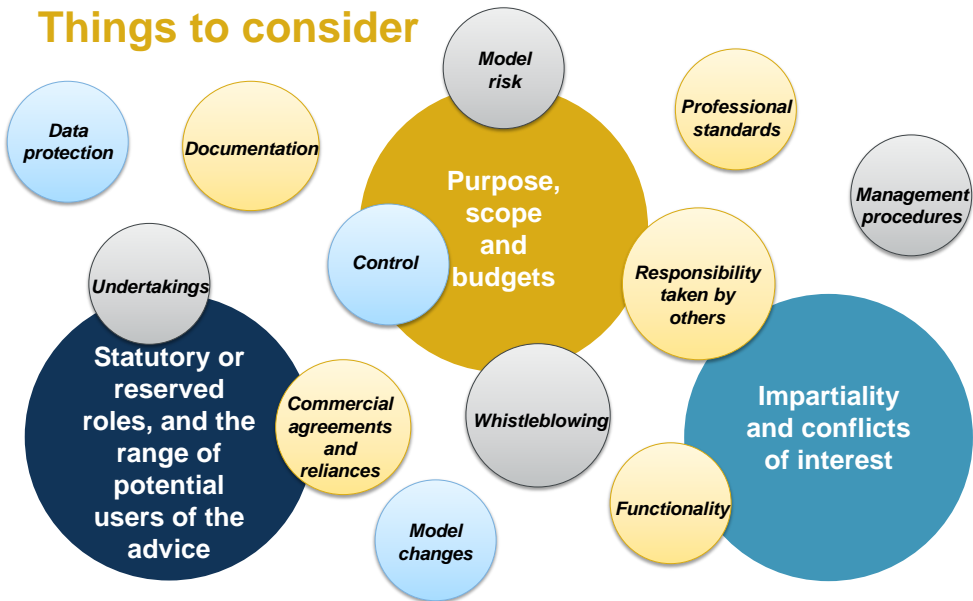 Things to consider
Model
risk
Data
protection
Documentation
Professional
standards
Management
procedures
Purpose,
scope
and
budgets
Control
Undertakings
Responsibility
taken by
others
Statutory or
reserved
roles, and the
range of
potential
users of the
advice
Commercial
agreements
and
reliances
Whistleblowing
Impartiality
and conflicts
of interest
Functionality
Model
changes